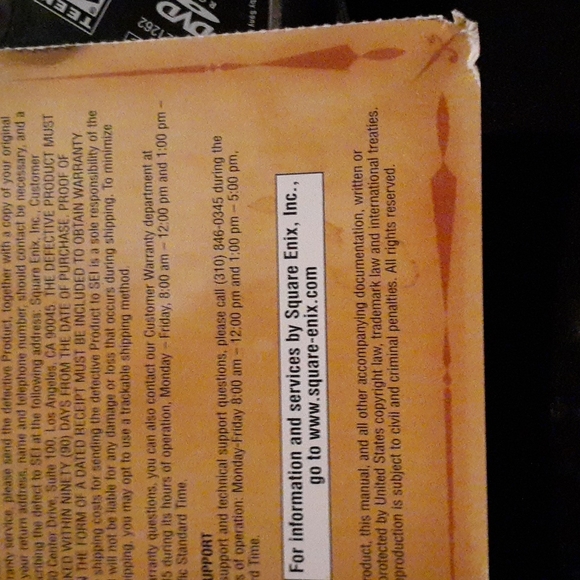 any service, please send the defective Product, together with a copy of your original
your return address, name and telephone number, should contact be necessary, and a
cribing the defect to SEI at the following address: Square Enix, Inc., Customer
0 Center Drive, Suite 100, Los Angeles, CA 90045. THE DEFECTIVE PRODUCT MUST
KED WITHIN NINETY (90) DAYS FROM THE DATE OF PURCHASE. PROOF OF
N THE FORM OF A DATED RECEIPT MUST BE INCLUDED TO OBTAIN WARRANTY
shipping costs for sending the defective Product to SEI is a sole responsibility of the
will not be liable for any damage or loss that occurs during shipping. To minimize
ipping, you may opt to use a trackable shipping method.
arranty questions, you can also contact our Customer Warranty department at
5 during its hours of operation, Monday – Friday, 8:00 am – 12:00 pm and 1:00 pm –
ic Standard Time.
SUPPORT
upport and technical support questions, please call (310) 846-0345 during the
s of operation: Monday-Friday 8:00 am – 12:00 pm and 1:00 pm – 5:00 pm,
d Time.
For information and services by Square Enix, Inc.,
go to www.square-enix.com
roduct, this manual, and all other accompanying documentation, written or
protected by United States copyright law, trademark law and international treaties.
production is subject to civil and criminal penalties. All rights reserved.
TEEN
DVD
21262